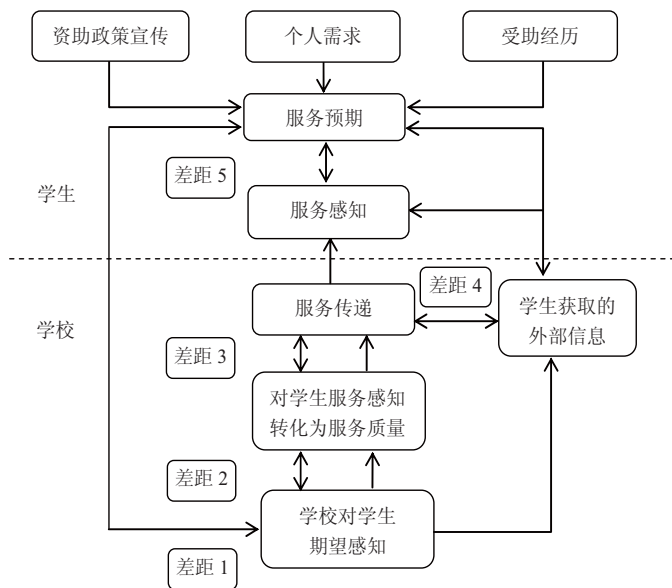 资助政策宣传
个人需求
受助经历
服务预期
差距 5
学生
服务感知
差距 4
服务传递
学生获取的
外部信息
学校
差距 3
对学生服务感知
转化为服务质量
差距 2
学校对学生
期望感知
差距 1